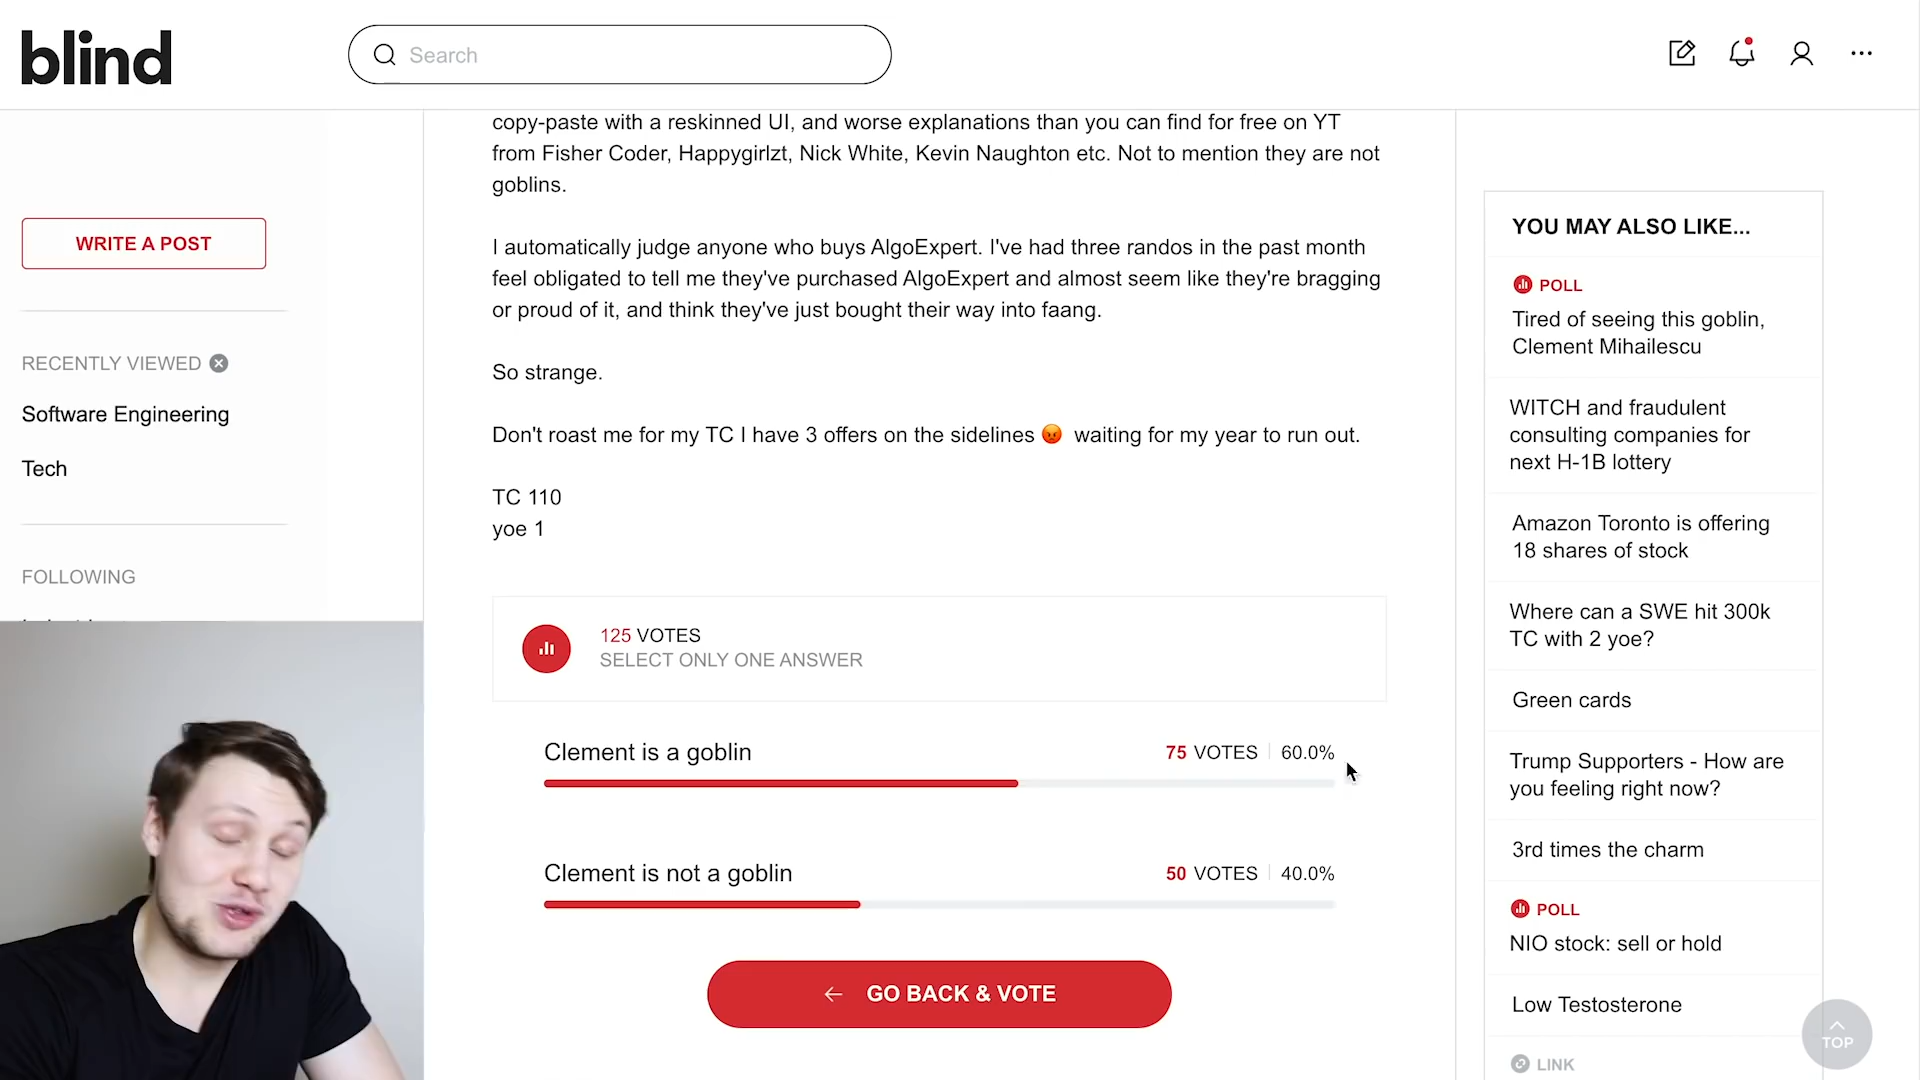 blind
Search
copy-paste with a reskinned UI, and worse explanations than you can find for free on YT
from Fisher Coder, Happygirlzt, Nick White, Kevin Naughton etc. Not to mention they are not
goblins.
I automatically judge anyone who buys AlgoExpert. I've had three randos in the past month
feel obligated to tell me they've purchased AlgoExpert and almost seem like they're bragging
or proud of it, and think they've just bought their way into faang.
So strange.
Don't roast me for my TC I have 3 offers on the sidelines 😡 waiting for my year to run out.
TC 110
yoe 1
125 VOTES
SELECT ONLY ONE ANSWER
Clement is a goblin
75 VOTES
60.0%
Clement is not a goblin
50 VOTES
40.0%
← GO BACK & VOTE
WRITE A POST
RECENTLY VIEWED
Software Engineering
Tech
FOLLOWING
YOU MAY ALSO LIKE...
POLL
Tired of seeing this goblin,
Clement Mihailescu
WITCH and fraudulent
consulting companies for
next H-1B lottery
Amazon Toronto is offering
18 shares of stock
Where can a SWE hit 300k
TC with 2 yoe?
Green cards
Trump Supporters - How are
you feeling right now?
3rd times the charm
POLL
NIO stock: sell or hold
Low Testosterone
LINK
TOP